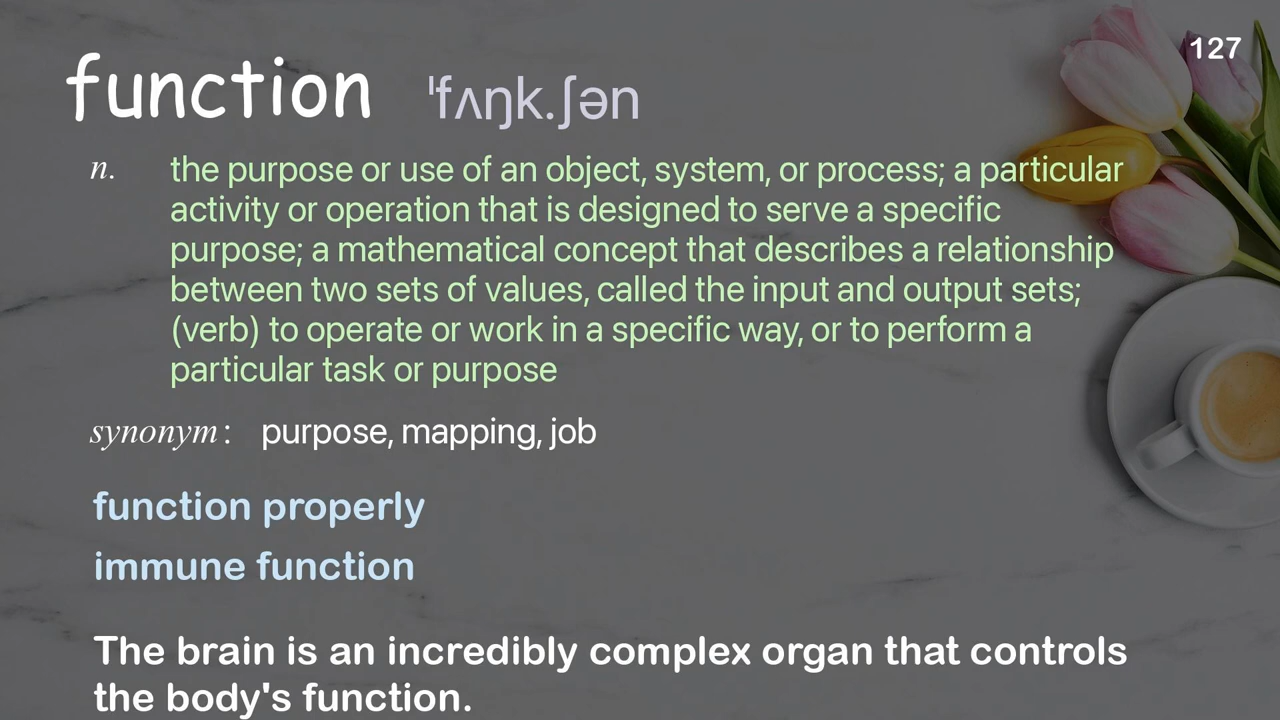 127
function ˈfʌŋk.ʃən
n. the purpose or use of an object, system, or process; a particular
activity or operation that is designed to serve a specific
purpose; a mathematical concept that describes a relationship
between two sets of values, called the input and output sets;
(verb) to operate or work in a specific way, or to perform a
particular task or purpose
synonym: purpose, mapping, job
function properly
immune function
The brain is an incredibly complex organ that controls
the body's function.